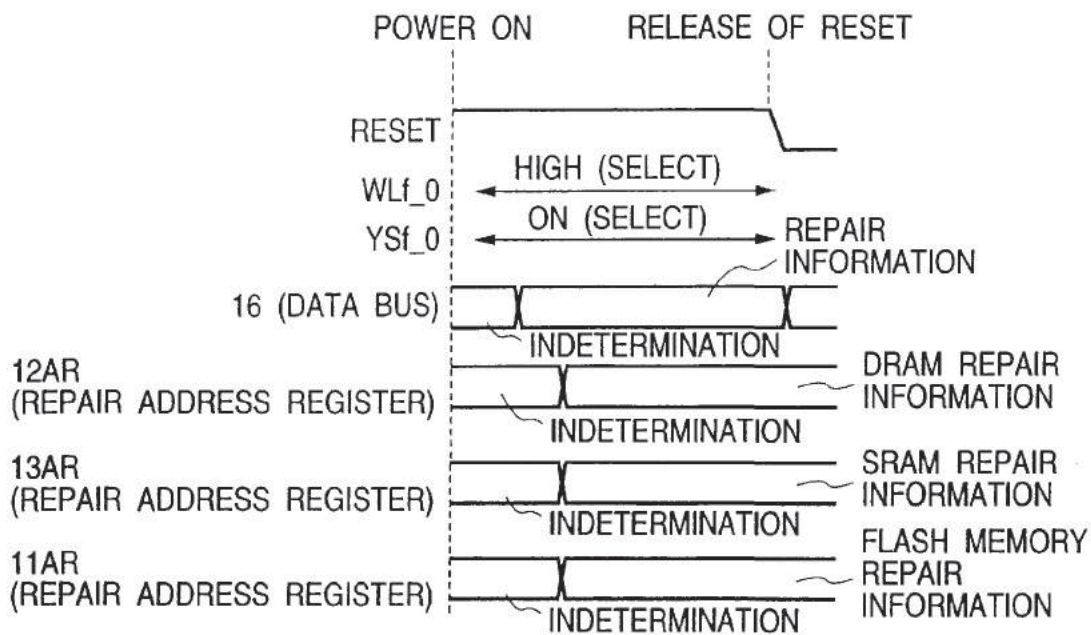 POWER ON RELEASE OF RESET
RESET
HIGH (SELECT)
WLf_0
ON (SELECT)
YSf_0
REPAIR
INFORMATION
16 (DATA BUS)
INDETERMINATION
12AR
(REPAIR ADDRESS REGISTER)
DRAM REPAIR
INFORMATION
INDETERMINATION
13AR
(REPAIR ADDRESS REGISTER)
SRAM REPAIR
INFORMATION
INDETERMINATION
11AR
(REPAIR ADDRESS REGISTER)
FLASH MEMORY
REPAIR
INFORMATION
INDETERMINATION